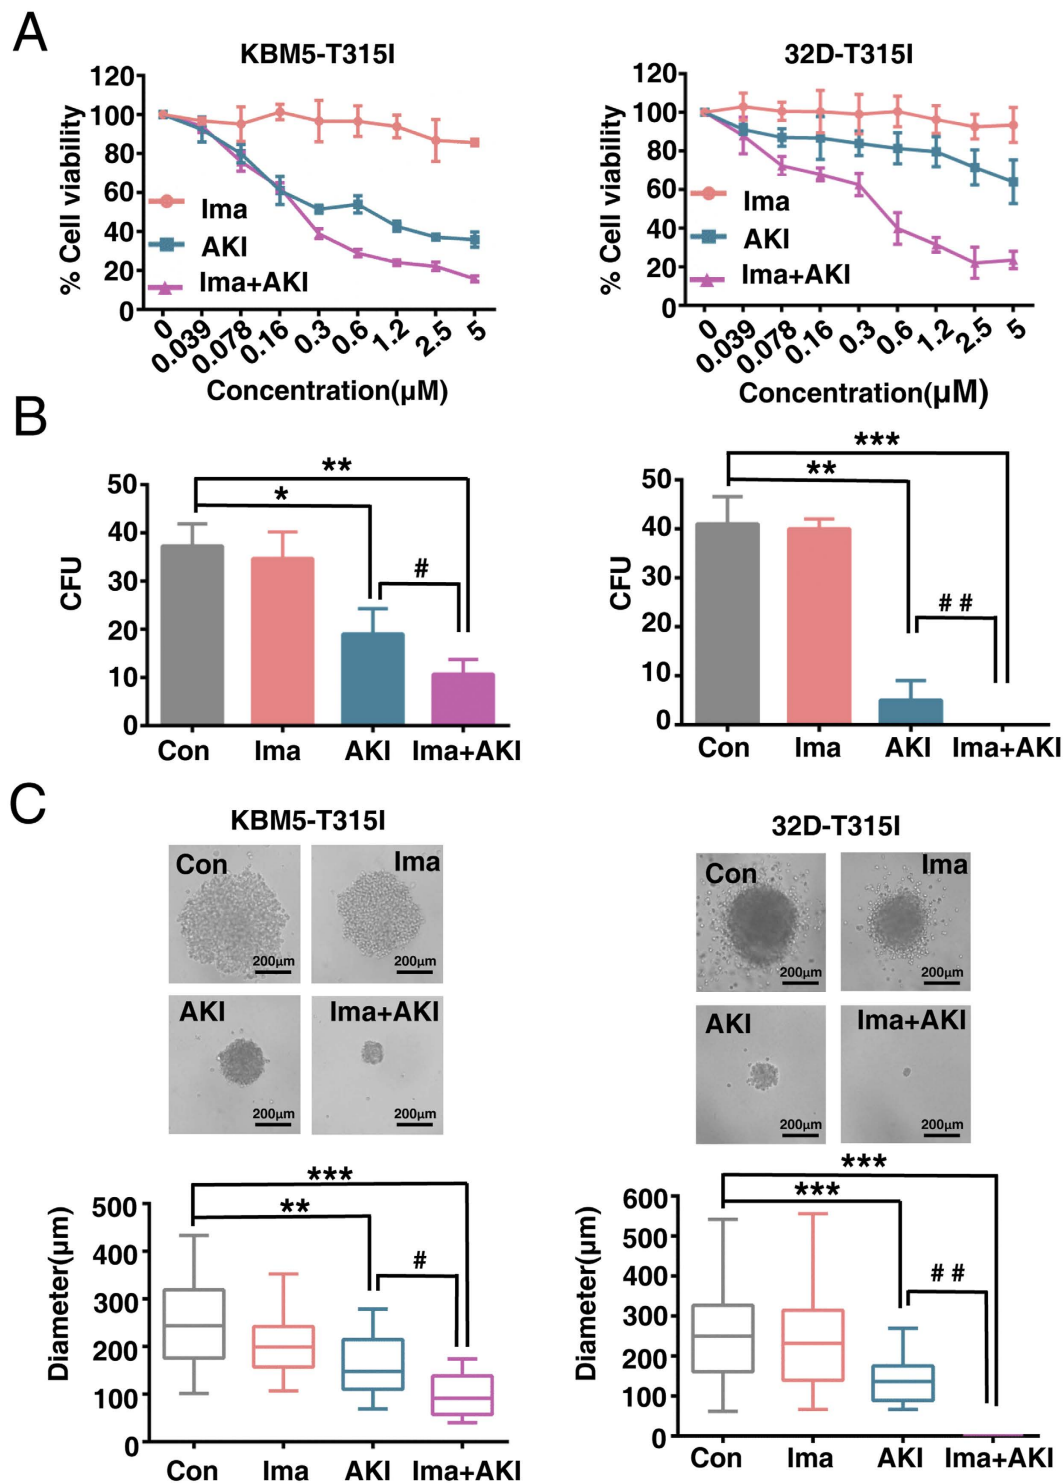 A
KBM5-T315I
120
100
80
60
40
20
0
% Cell viability
Ima
AKI
Ima+AKI
0 0.039 0.078 0.16 0.3 0.6 1.2 2.5 5
Concentration(μM)
32D-T315I
120
100
80
60
40
20
0
% Cell viability
Ima
AKI
Ima+AKI
0 0.039 0.078 0.16 0.3 0.6 1.2 2.5 5
Concentration(μM)
B
**
*
#
50
40
30
20
10
0
CFU
Con Ima AKI Ima+AKI
***
**
# #
50
40
30
20
10
0
CFU
Con Ima AKI Ima+AKI
C
KBM5-T315I
Con
200μm
Ima
200μm
AKI
200μm
Ima+AKI
200μm
32D-T315I
Con
200μm
Ima
200μm
AKI
200μm
Ima+AKI
200μm
***
**
#
500
400
300
200
100
0
Diameter(μm)
Con Ima AKI Ima+AKI
***
***
# #
600
500
400
300
200
100
0
Diameter(μm)
Con Ima AKI Ima+AKI